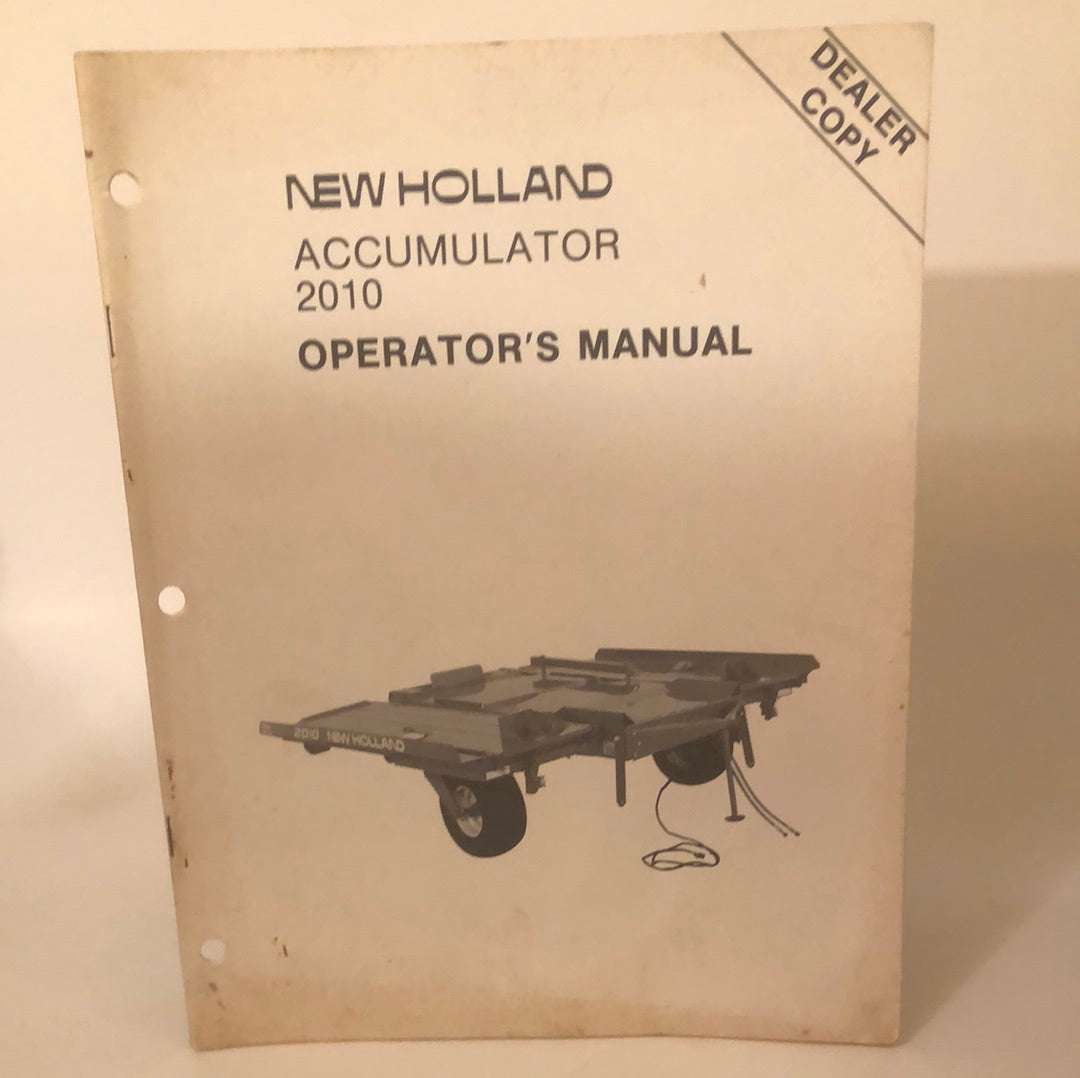 DEALER
COPY
NEW HOLLAND
ACCUMULATOR
2010
OPERATOR'S MANUAL
2010 NEW HOLLAND